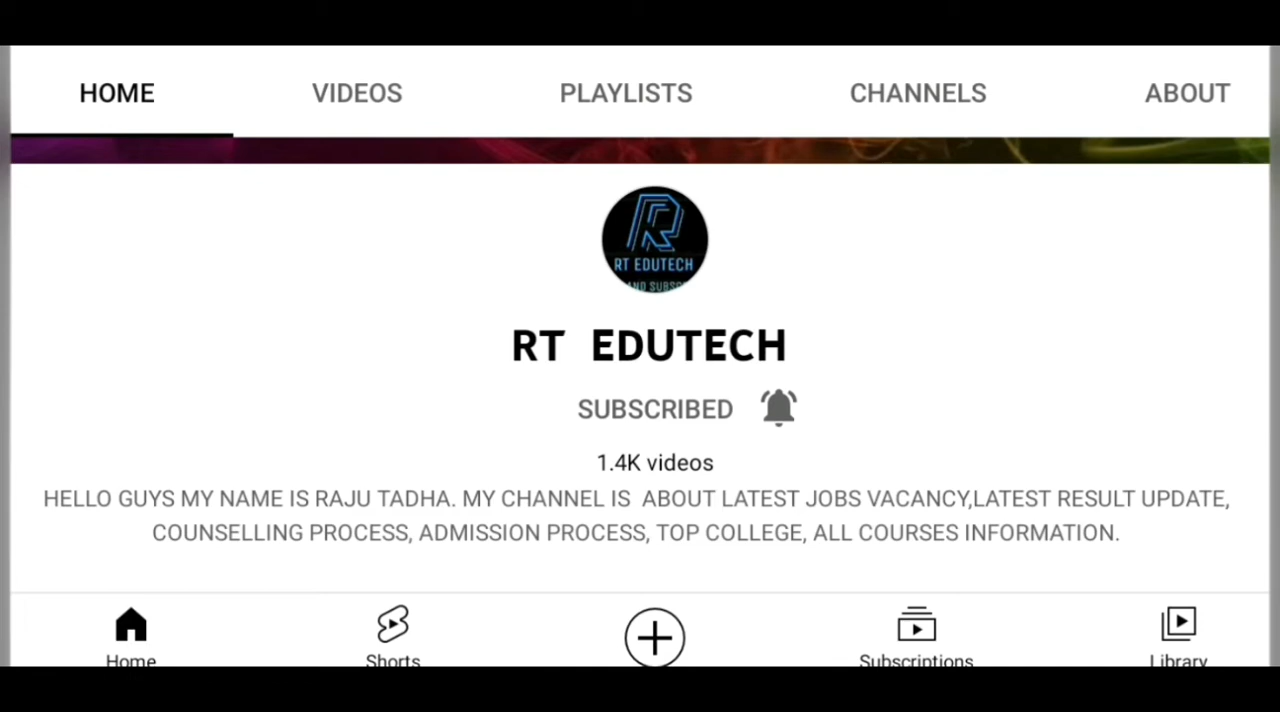 HOME VIDEOS PLAYLISTS CHANNELS ABOUT
RT EDUTECH
AND SUBSC
RT EDUTECH
SUBSCRIBED
1.4K videos
HELLO GUYS MY NAME IS RAJU TADHA. MY CHANNEL IS ABOUT LATEST JOBS VACANCY,LATEST RESULT UPDATE,
COUNSELLING PROCESS, ADMISSION PROCESS, TOP COLLEGE, ALL COURSES INFORMATION.
Home Shorts Subscriptions Library